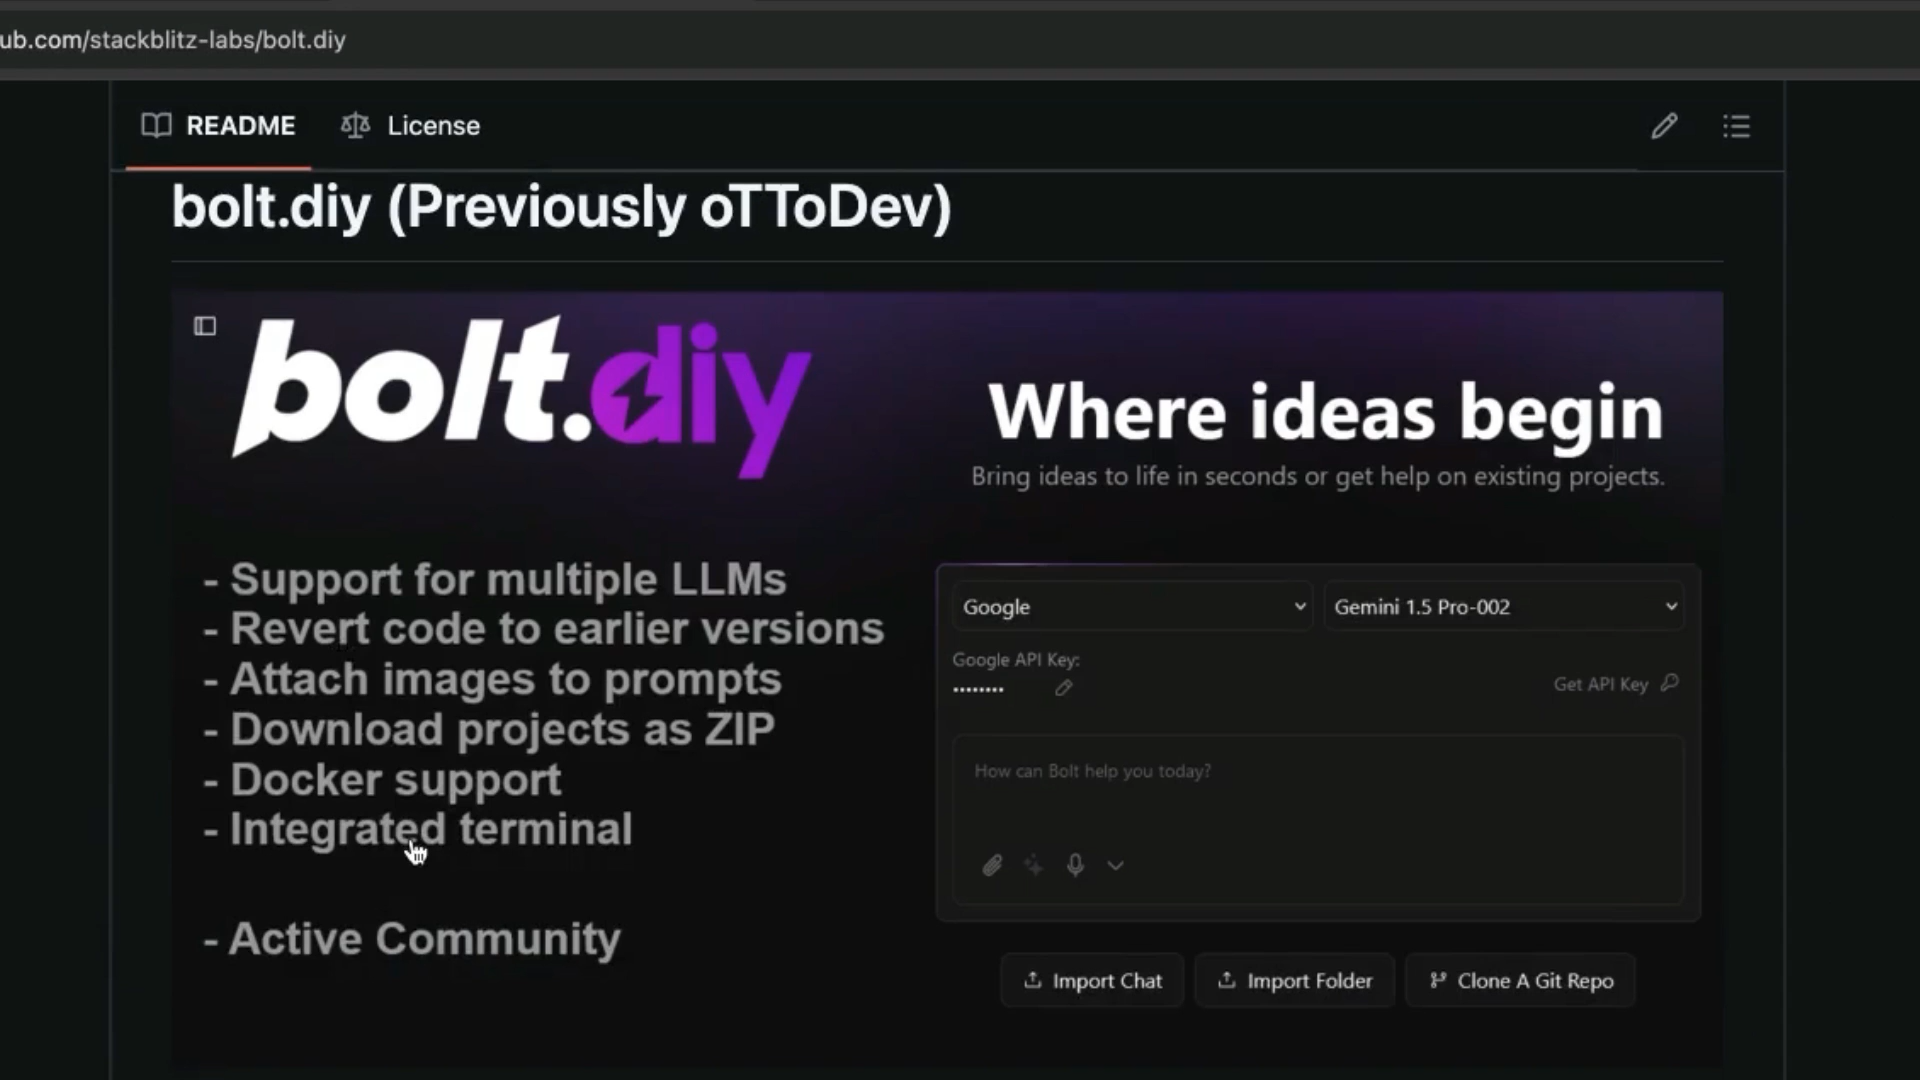 ub.com/stackblitz-labs/bolt.diy
README
License
bolt.diy (Previously oTToDev)
bolt.diy
Where ideas begin
Bring ideas to life in seconds or get help on existing projects.
- Support for multiple LLMs
- Revert code to earlier versions
- Attach images to prompts
- Download projects as ZIP
- Docker support
- Integrated terminal
- Active Community
Google
Gemini 1.5 Pro-002
Google API Key:
••••••••
Get API Key
How can Bolt help you today?
Import Chat
Import Folder
Clone A Git Repo